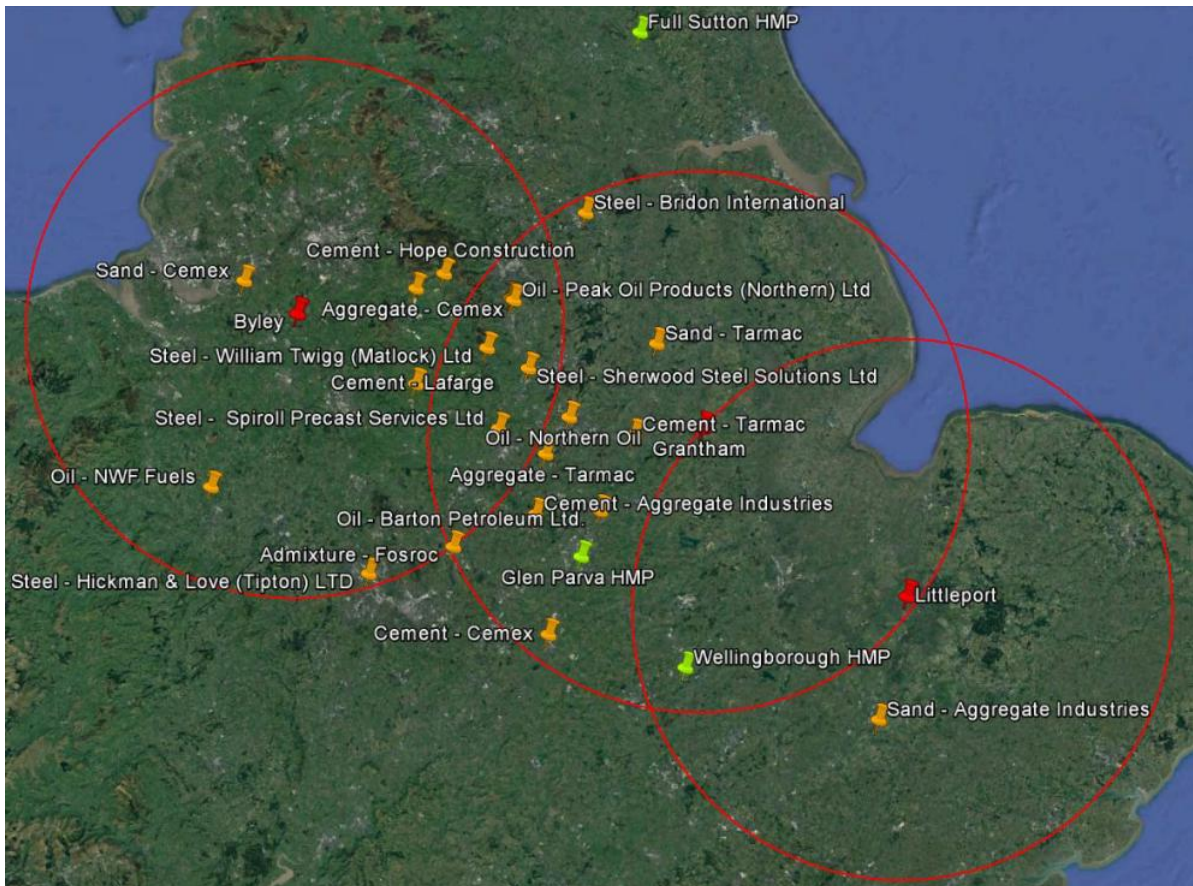 Full Sutton HMP
Steel - Bridon International
Cement - Hope Construction
Sand - Cemex
Aggregate - Cemex
Oil - Peak Oil Products (Northern) Ltd
Byley
Sand - Tarmac
Steel - William Twigg (Matlock) Ltd
Cement - Lafarge
Steel - Sherwood Steel Solutions Ltd
Steel -  Spiroll Precast Services Ltd
Cement - Tarmac
Oil - Northern Oil
Grantham
Oil - NWF Fuels
Aggregate - Tarmac
Cement - Aggregate Industries
Oil - Barton Petroleum Ltd.
Admixture - Fosroc
Steel - Hickman & Love (Tipton) LTD
Glen Parva HMP
Littleport
Cement - Cemex
Wellingborough HMP
Sand - Aggregate Industries